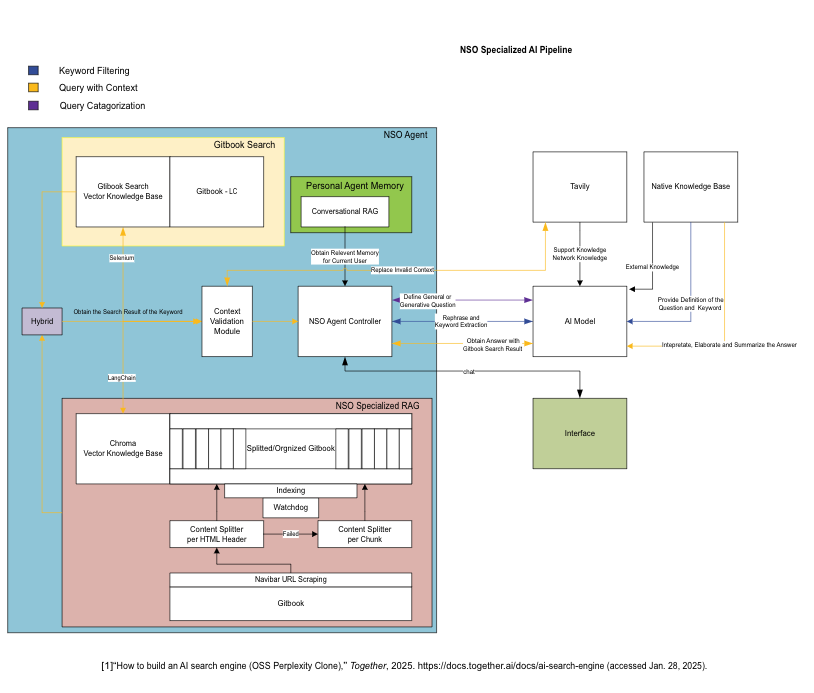 NSO Specialized AI Pipeline
Keyword Filtering
Query with Context
Query Catagorization
NSO Agent
Gitbook Search
Gtibook Search
Vector Knowledge Base
Gitbook - LC
Personal Agent Memory
Conversational RAG
Tavily
Native Knowledge Base
Selenium
Obtain Relevent Memory
for Current User
Replace Invalid Context
Support Knowledge
Network Knowledge
External Knowledge
Hybrid
Obtain the Search Result of the Keyword
Context
Validation
Module
NSO Agent Controller
Define General or
Generative Question
Rephrase and
Keyword Extraction
Obtain Answer with
Gitbook Search Result
AI Model
Provide Definition of the
Question and Keyword
Intepretate, Elaborate and Summarize the Answer
chat
LangChain
NSO Specialized RAG
Chroma
Vector Knowledge Base
Splitted/Orgnized Gitbook
Interface
Indexing
Watchdog
Content Splitter
per HTML Header
Failed
Content Splitter
per Chunk
Navibar URL Scraping
Gitbook
[1]“How to build an AI search engine (OSS Perplexity Clone),” Together, 2025. https://docs.together.ai/docs/ai-search-engine (accessed Jan. 28, 2025).